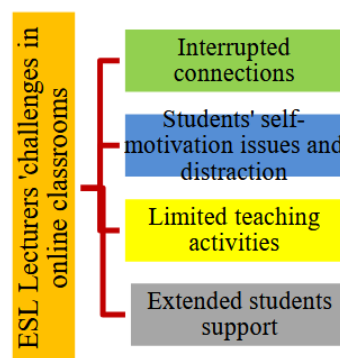 ESL Lecturers 'challenges in
online classrooms
Interrupted
connections
Students' self-
motivation issues and
distraction
Limited teaching
activities
Extended students
support